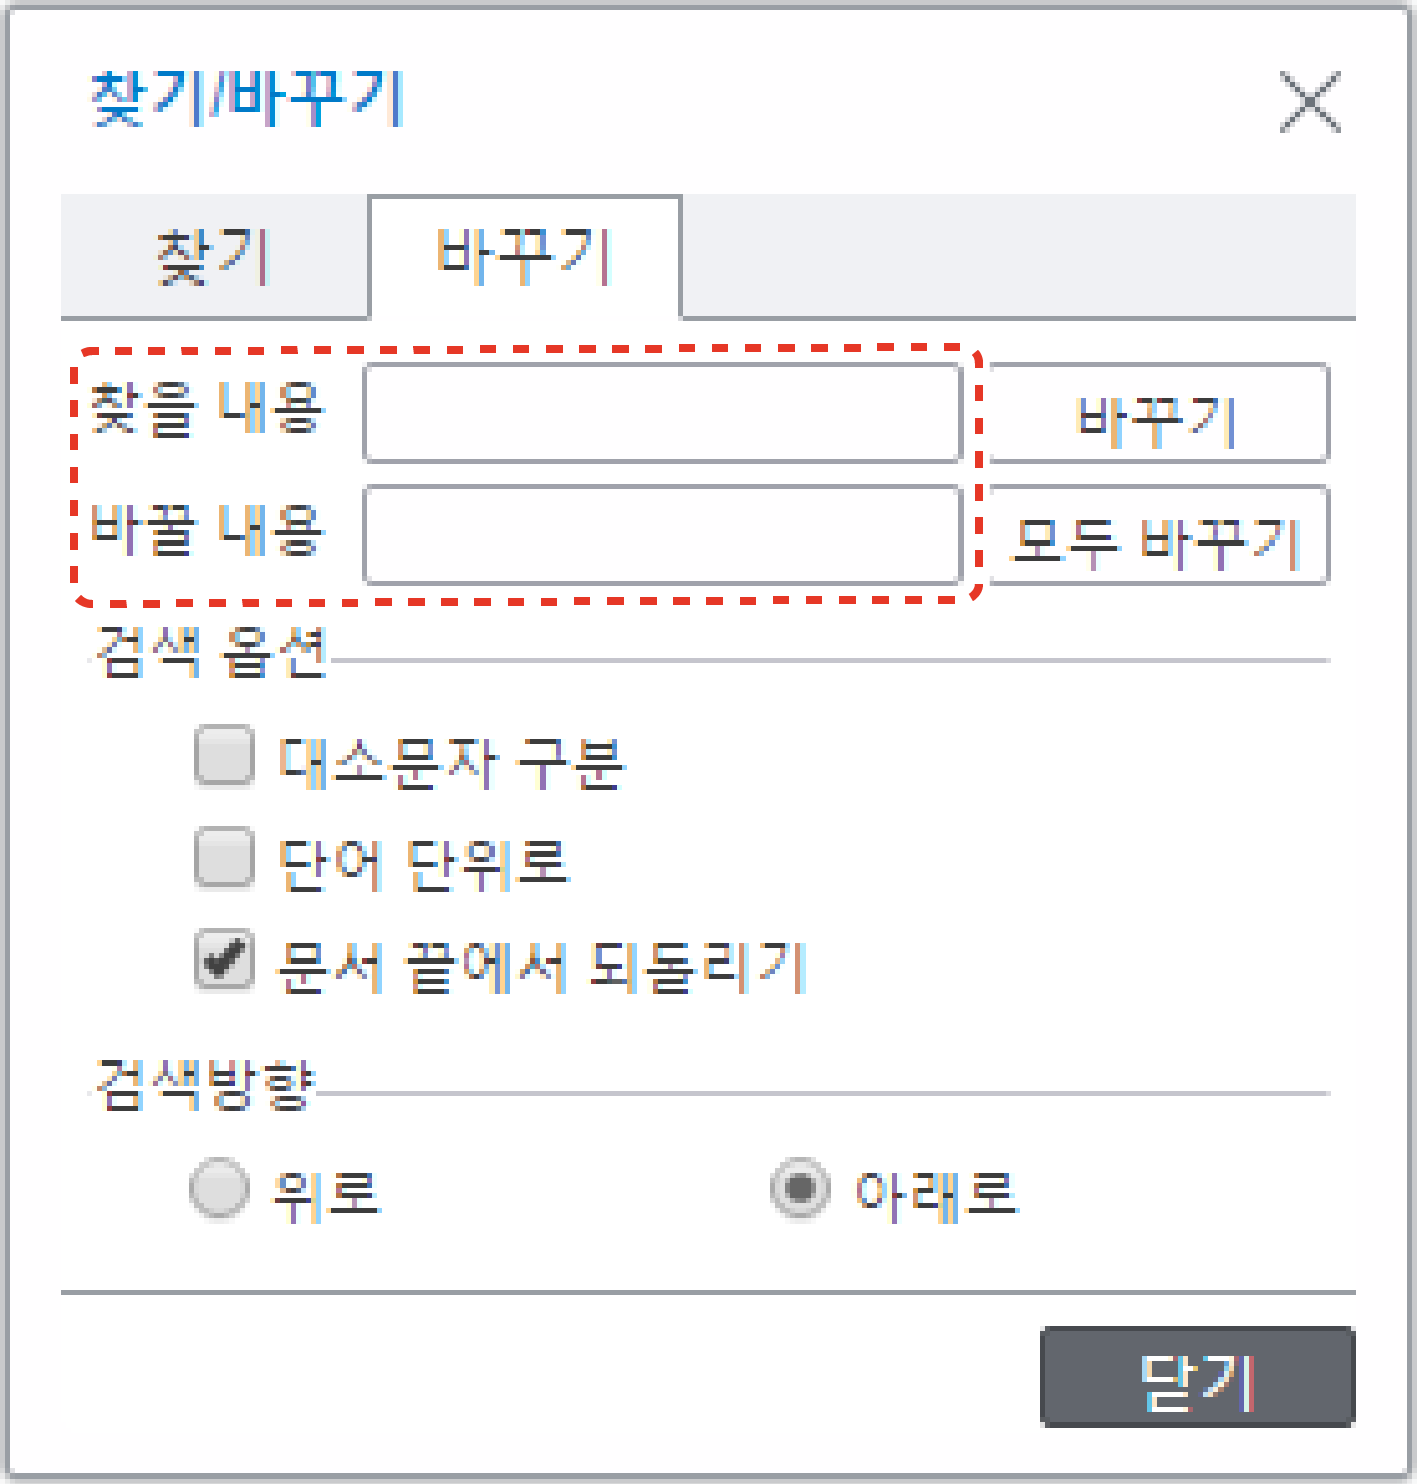 찾기/바꾸기
찾기 바꾸기
찾을 내용 바꾸기
바꿀 내용 모두 바꾸기
검색 옵션
대소문자 구분
단어 단위로
문서 끝에서 되돌리기
검색방향
위로 아래로
닫기